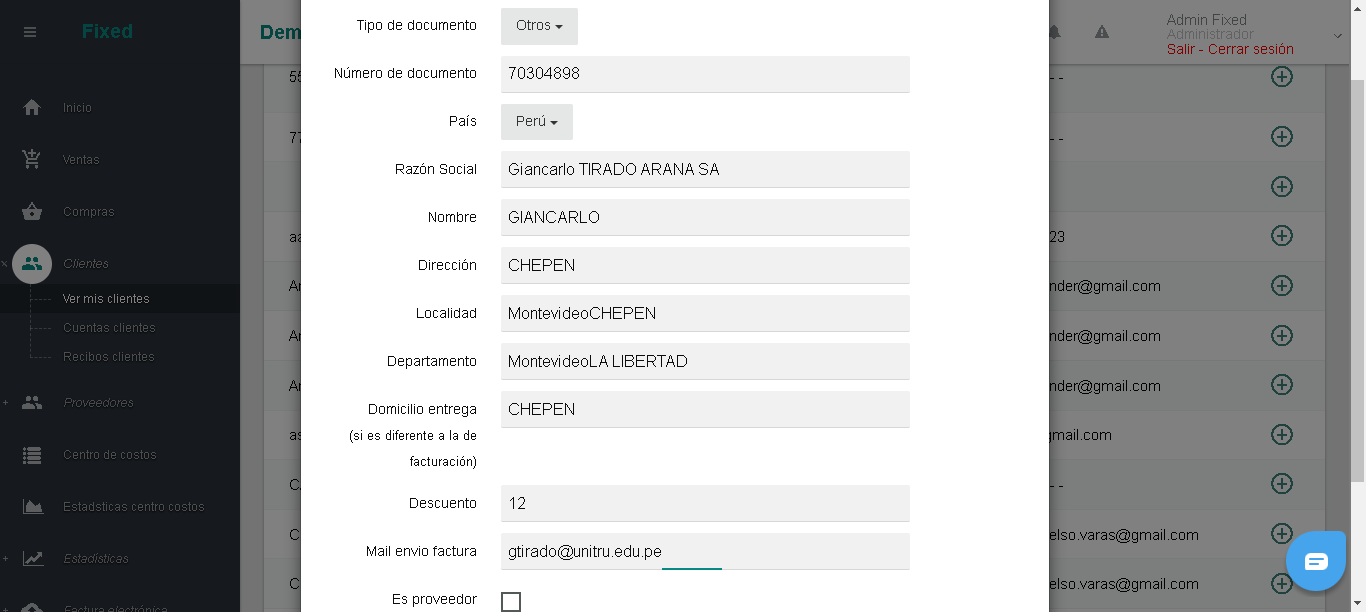 Fixed
Dem
Admin Fixed
Administrador
Salir - Cerrar sesión
Inicio
Ventas
Compras
Clientes
Ver mis clientes
Cuentas clientes
Recibos clientes
Proveedores
Centro de costos
Estadsticas centro costos
Estadísticas
Factura electrónica
Tipo de documento Otros
Número de documento 70304898
País Perú
Razón Social Giancarlo TIRADO ARANA SA
Nombre GIANCARLO
Dirección CHEPEN
Localidad MontevideoCHEPEN
Departamento MontevideoLA LIBERTAD
Domicilio entrega CHEPEN
(si es diferente a la de
facturación)
Descuento 12
Mail envio factura gtirado@unitru.edu.pe
Es proveedor
55 - -
77 - -
aa 23
An nder@gmail.com
An nder@gmail.com
An nder@gmail.com
as gmail.com
CA - -
C elso.varas@gmail.com
C elso.varas@gmail.com